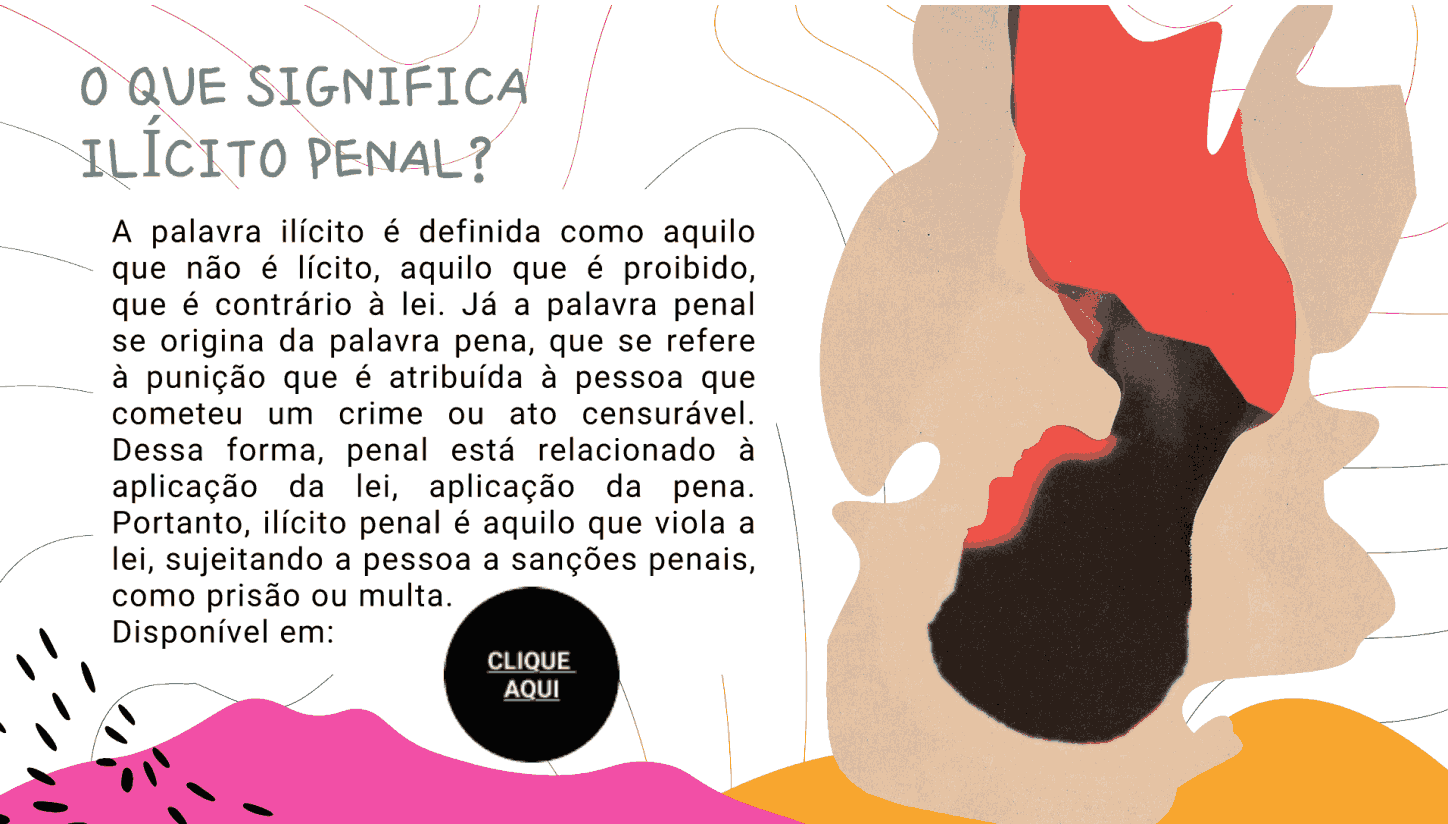 O QUE SIGNIFICA
ILÍCITO PENAL?
A palavra ilícito é definida como aquilo
que não é lícito, aquilo que é proibido,
que é contrário à lei. Já a palavra penal
se origina da palavra pena, que se refere
à punição que é atribuída à pessoa que
cometeu um crime ou ato censurável.
Dessa forma, penal está relacionado à
aplicação da lei, aplicação da pena.
Portanto, ilícito penal é aquilo que viola a
lei, sujeitando a pessoa a sanções penais,
como prisão ou multa.
Disponível em:
CLIQUE
AQUI